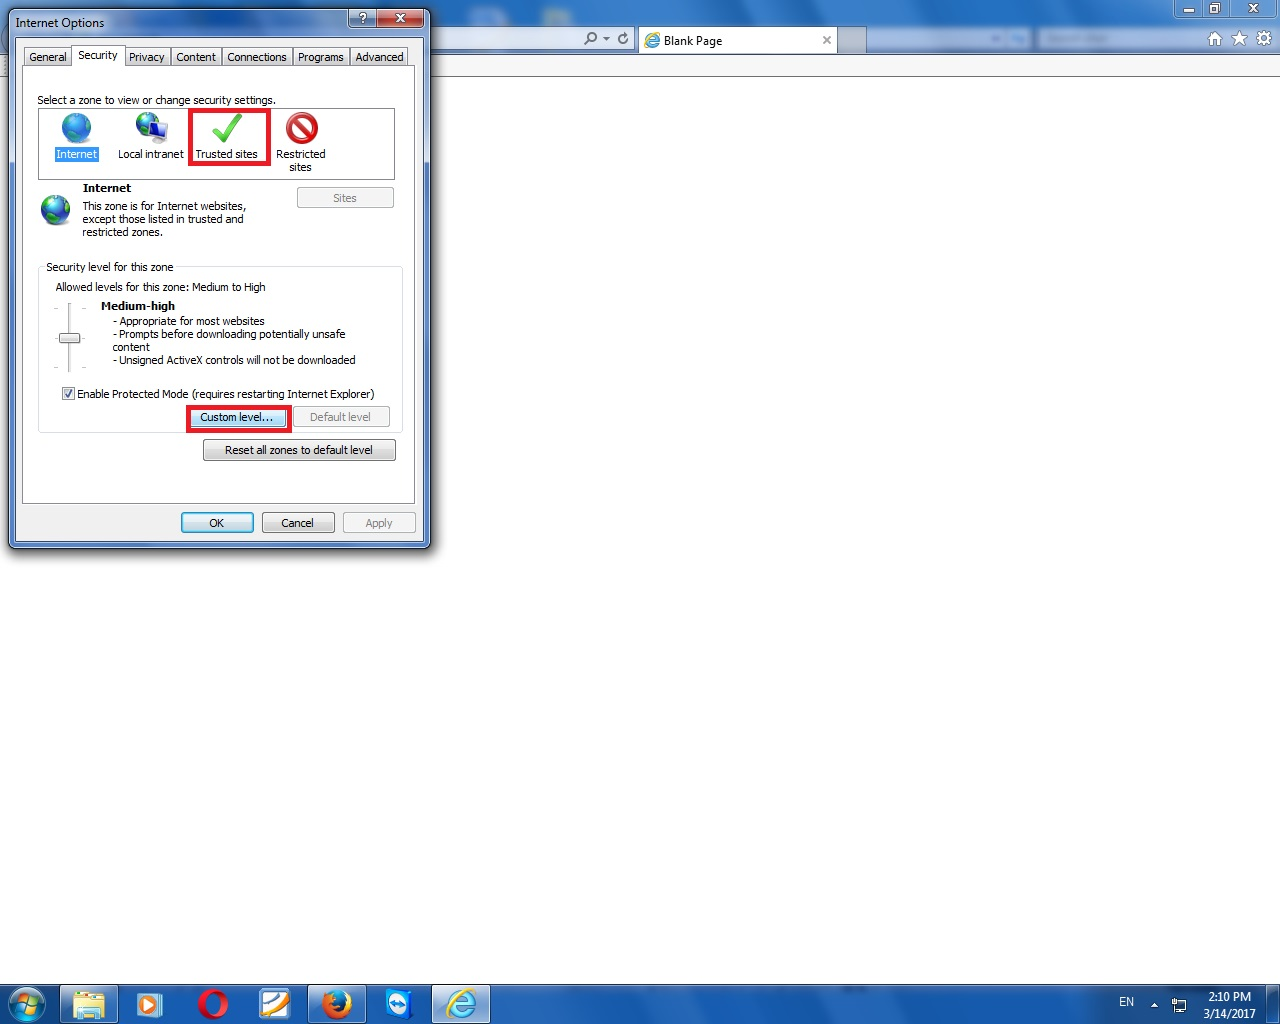 Internet Options
Blank Page
General Security Privacy Content Connections Programs Advanced
Select a zone to view or change security settings.
Internet Local intranet Trusted sites Restricted
sites
Internet
Sites
This zone is for Internet websites,
except those listed in trusted and
restricted zones.
Security level for this zone
Allowed levels for this zone: Medium to High
Medium-high
- Appropriate for most websites
- Prompts before downloading potentially unsafe
content
- Unsigned ActiveX controls will not be downloaded
Enable Protected Mode (requires restarting Internet Explorer)
Custom level... Default level
Reset all zones to default level
OK Cancel Apply
EN
2:10 PM
3/14/2017